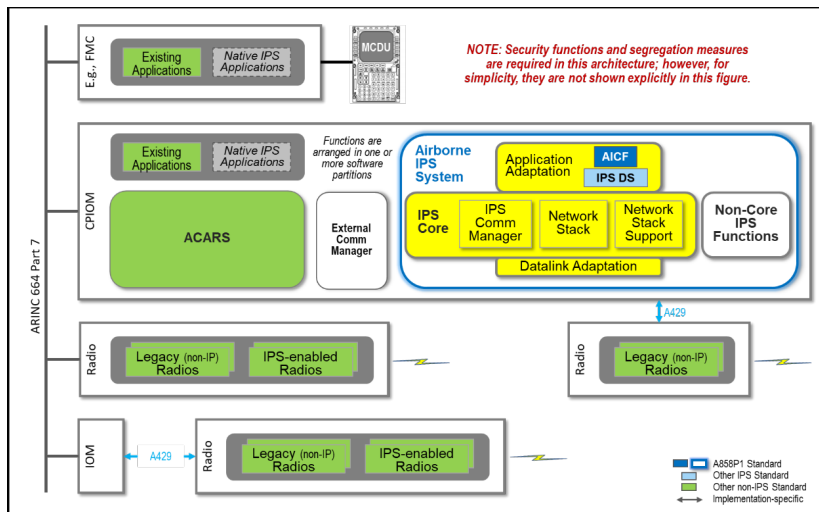 ARINC 664 Part 7
E.g., FMC
Existing
Applications
Native IPS
Applications
MCDU
NOTE: Security functions and segregation measures
are required in this architecture; however, for
simplicity, they are not shown explicitly in this figure.
CPIOM
Existing
Applications
Native IPS
Applications
Functions are
arranged in one or
more software
partitions
ACARS
External
Comm
Manager
Airborne
IPS
System
Application
Adaptation
AICF
IPS DS
IPS
Core
IPS
Comm
Manager
Network
Stack
Network
Stack
Support
Non-Core
IPS
Functions
Datalink Adaptation
A429
Radio
Legacy (non-IP)
Radios
IPS-enabled
Radios
Radio
Legacy (non-IP)
Radios
IOM
A429
Radio
Legacy (non-IP)
Radios
IPS-enabled
Radios
A858P1 Standard
Other IPS Standard
Other non-IPS Standard
Implementation-specific